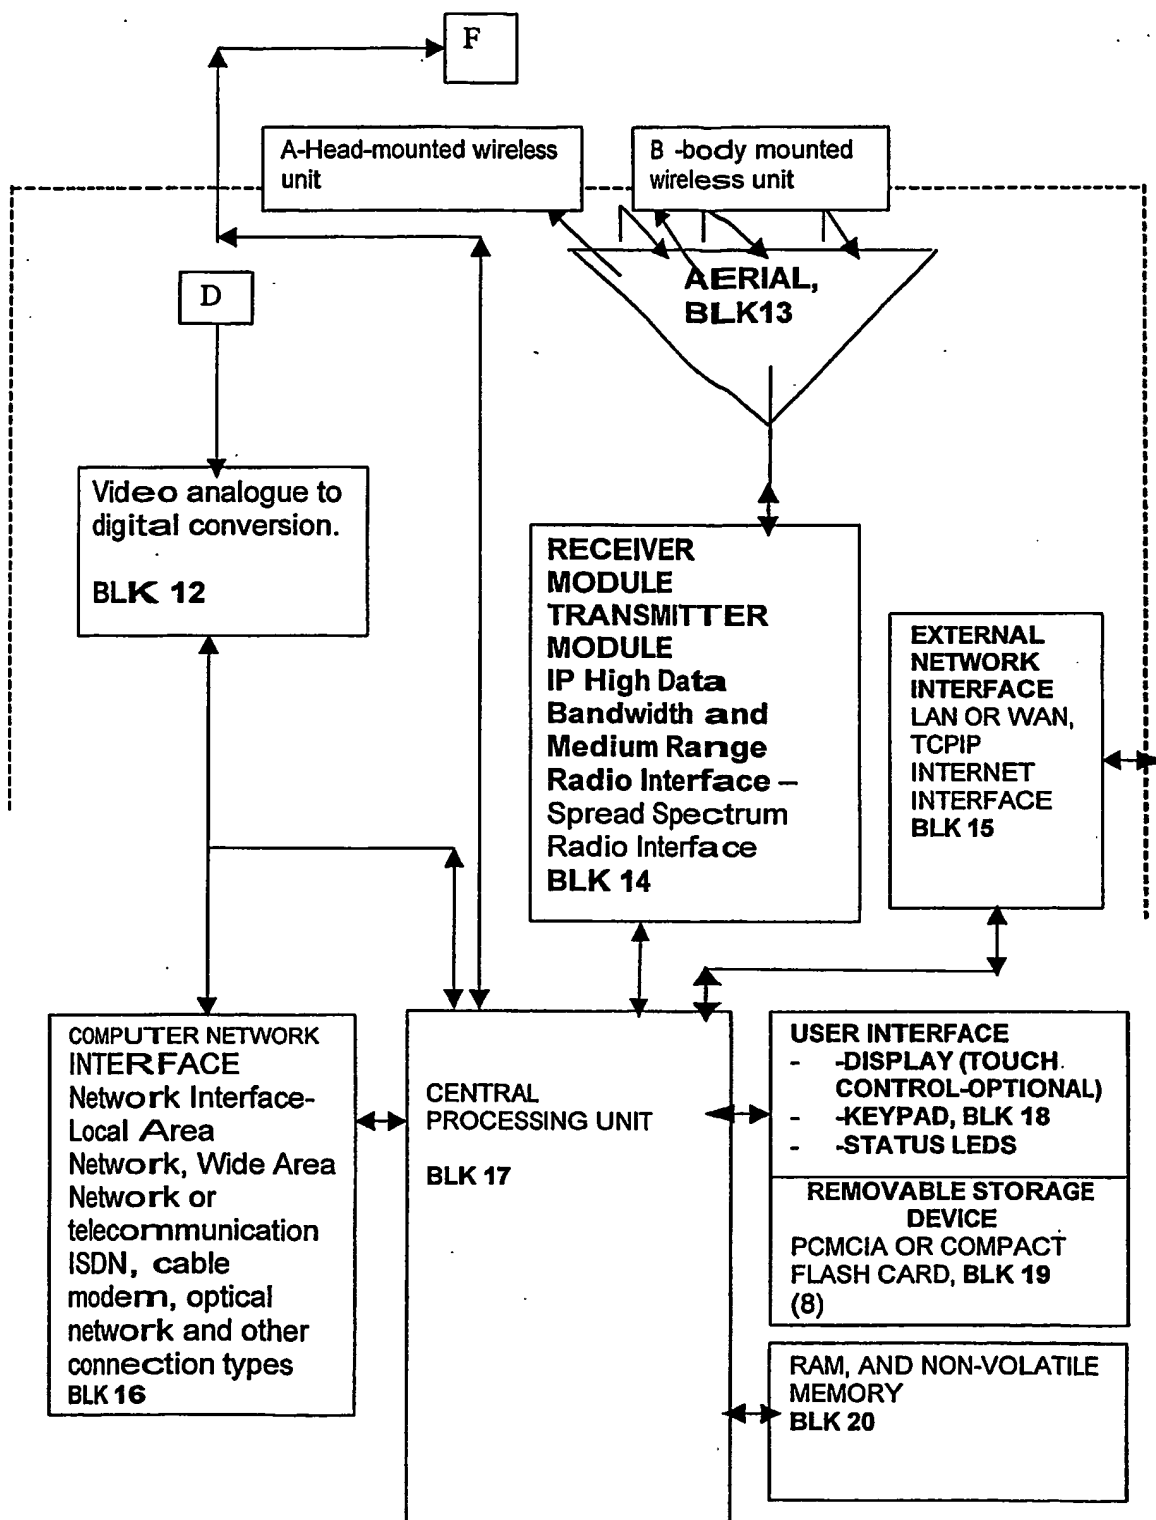 F
A-Head-mounted wireless
unit
B -body mounted
wireless unit
D
AERIAL,
BLK13
Video analogue to
digital conversion.
BLK 12
RECEIVER
MODULE
TRANSMITTER
MODULE
IP High Data
Bandwidth and
Medium Range
Radio Interface –
Spread Spectrum
Radio Interface
BLK 14
EXTERNAL
NETWORK
INTERFACE
LAN OR WAN,
TCPIP
INTERNET
INTERFACE
BLK 15
COMPUTER NETWORK
INTERFACE
Network Interface-
Local Area
Network, Wide Area
Network or
telecommunication
ISDN, cable
modem, optical
network and other
connection types
BLK 16
CENTRAL
PROCESSING UNIT
BLK 17
USER INTERFACE
- -DISPLAY (TOUCH
CONTROL-OPTIONAL)
- -KEYPAD, BLK 18
- -STATUS LEDS
REMOVABLE STORAGE
DEVICE
PCMCIA OR COMPACT
FLASH CARD, BLK 19
(8)
RAM, AND NON-VOLATILE
MEMORY
BLK 20